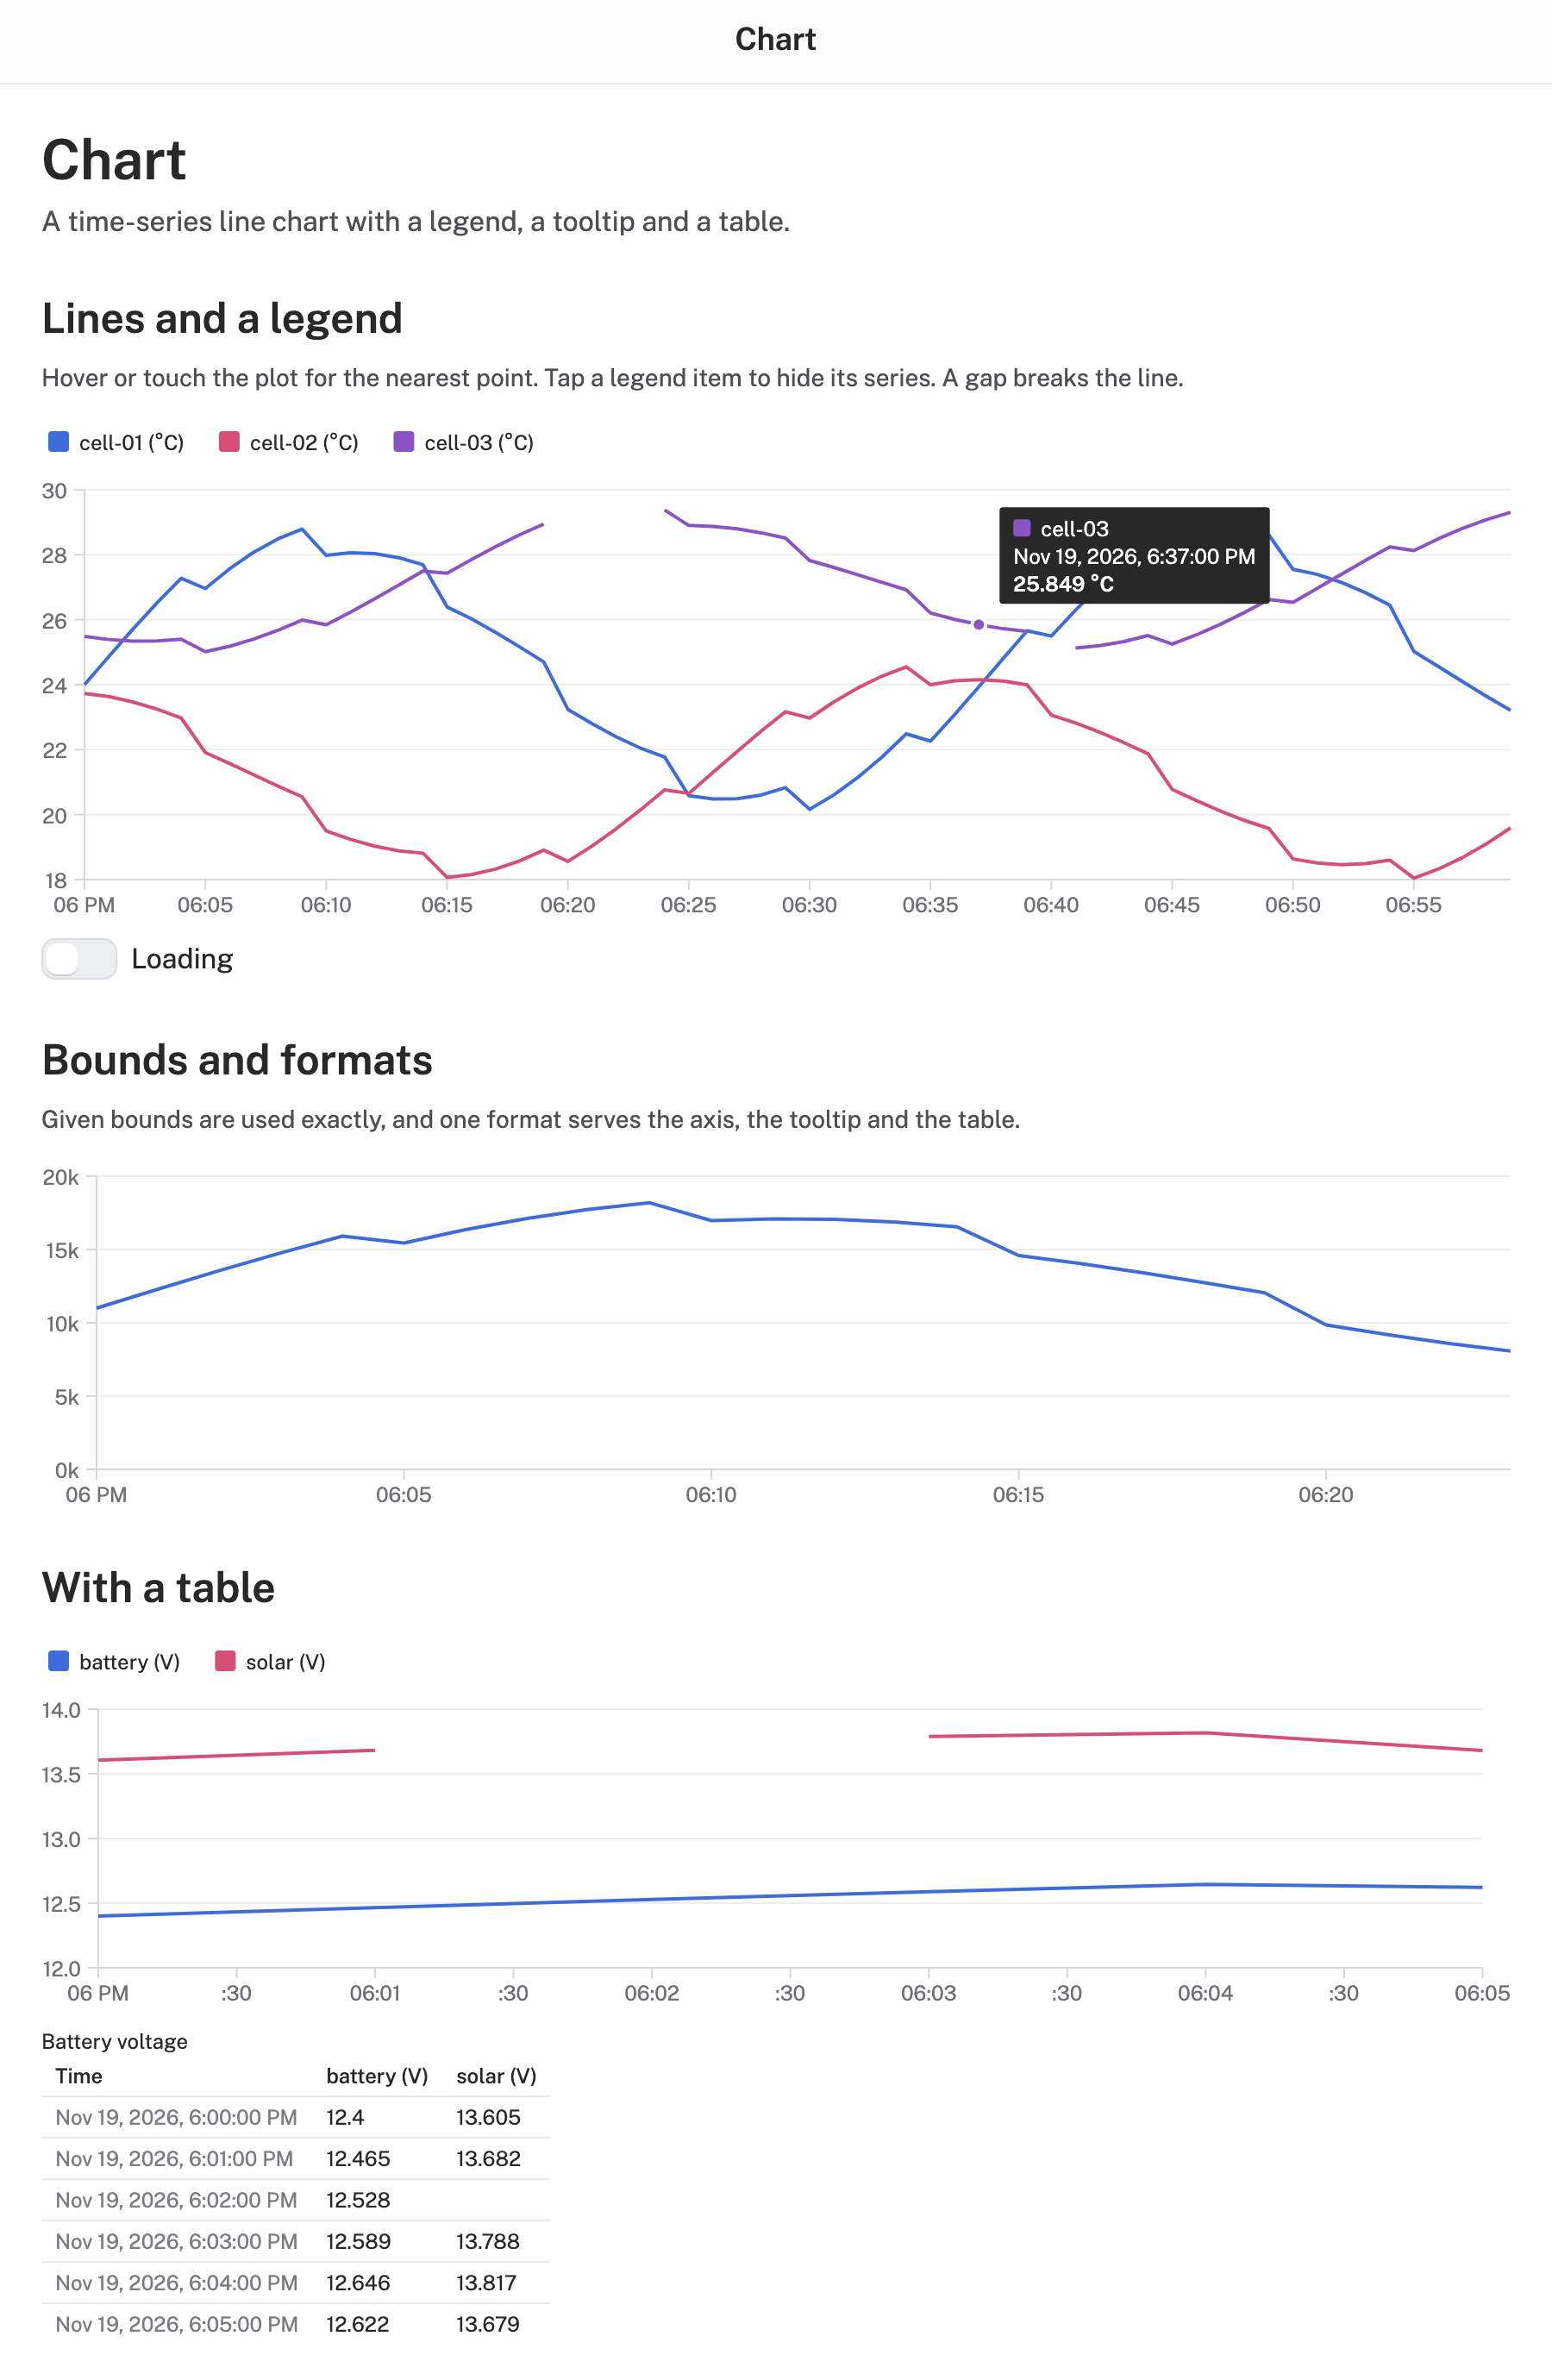 Chart
Chart
A time-series line chart with a legend, a tooltip and a table.
Lines and a legend
Hover or touch the plot for the nearest point. Tap a legend item to hide its series. A gap breaks the line.
cell-01 (°C) cell-02 (°C) cell-03 (°C)
30
cell-03
28
Nov 19, 2026, 6:37:00 PM
25.849 °C
26
24
22
20
18
06 PM 06:05 06:10 06:15 06:20 06:25 06:30 06:35 06:40 06:45 06:50 06:55
Loading
Bounds and formats
Given bounds are used exactly, and one format serves the axis, the tooltip and the table.
20k
15k
10k
5k
0k
06 PM 06:05 06:10 06:15 06:20
With a table
battery (V) solar (V)
14.0
13.5
13.0
12.5
12.0
06 PM :30 06:01 :30 06:02 :30 06:03 :30 06:04 :30 06:05
Battery voltage
Time battery (V) solar (V)
Nov 19, 2026, 6:00:00 PM 12.4 13.605
Nov 19, 2026, 6:01:00 PM 12.465 13.682
Nov 19, 2026, 6:02:00 PM 12.528
Nov 19, 2026, 6:03:00 PM 12.589 13.788
Nov 19, 2026, 6:04:00 PM 12.646 13.817
Nov 19, 2026, 6:05:00 PM 12.622 13.679